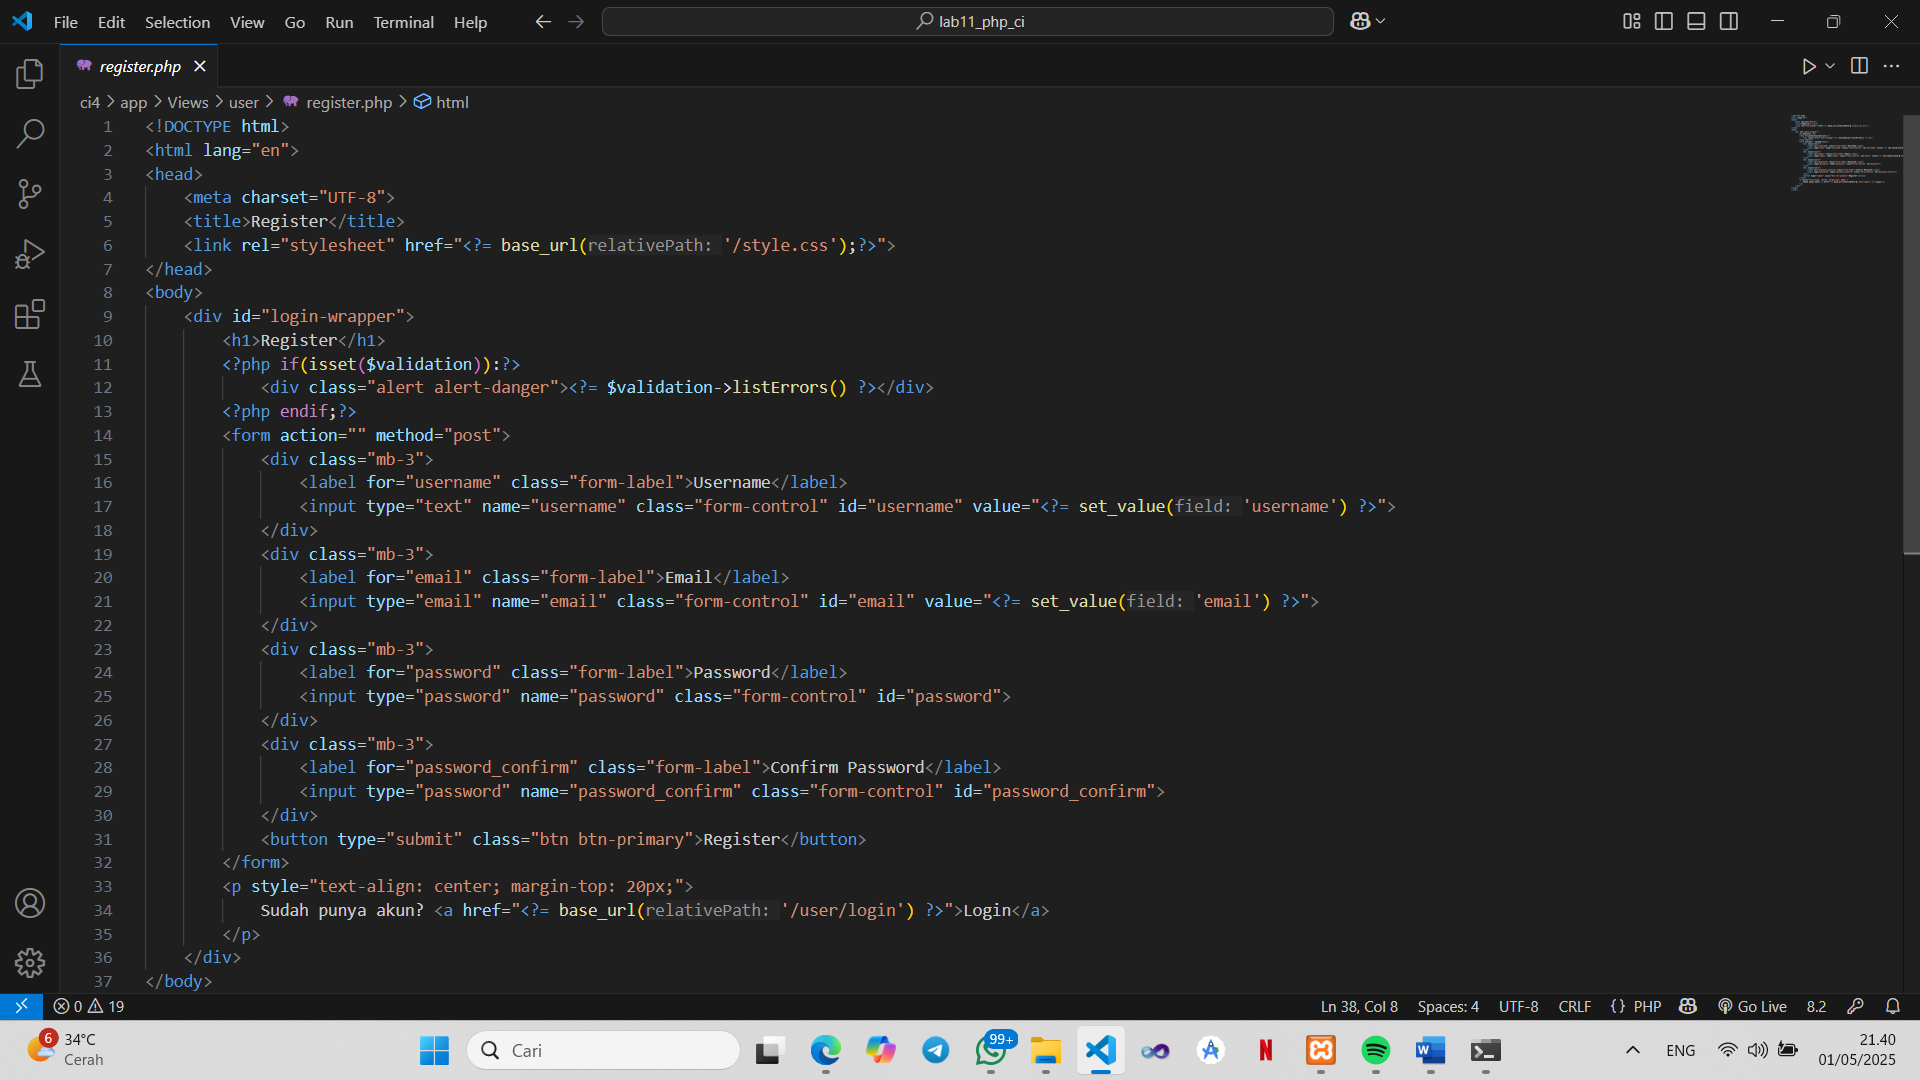 File Edit Selection View Go Run Terminal Help
lab11_php_ci
register.php
ci4 > app > Views > user > register.php > html
1 <!DOCTYPE html>
2 <html lang="en">
3 <head>
4 <meta charset="UTF-8">
5 <title>Register</title>
6 <link rel="stylesheet" href="<?= base_url(relativePath: '/style.css');?>">
7 </head>
8 <body>
9 <div id="login-wrapper">
10 <h1>Register</h1>
11 <?php if(isset($validation)):?>
12 <div class="alert alert-danger"><?= $validation->listErrors() ?></div>
13 <?php endif;?>
14 <form action="" method="post">
15 <div class="mb-3">
16 <label for="username" class="form-label">Username</label>
17 <input type="text" name="username" class="form-control" id="username" value="<?= set_value(field: 'username') ?>">
18 </div>
19 <div class="mb-3">
20 <label for="email" class="form-label">Email</label>
21 <input type="email" name="email" class="form-control" id="email" value="<?= set_value(field: 'email') ?>">
22 </div>
23 <div class="mb-3">
24 <label for="password" class="form-label">Password</label>
25 <input type="password" name="password" class="form-control" id="password">
26 </div>
27 <div class="mb-3">
28 <label for="password_confirm" class="form-label">Confirm Password</label>
29 <input type="password" name="password_confirm" class="form-control" id="password_confirm">
30 </div>
31 <button type="submit" class="btn btn-primary">Register</button>
32 </form>
33 <p style="text-align: center; margin-top: 20px;">
34 Sudah punya akun? <a href="<?= base_url(relativePath: '/user/login') ?>">Login</a>
35 </p>
36 </div>
37 </body>
0 19
Ln 38, Col 8 Spaces: 4 UTF-8 CRLF {} PHP Go Live 8.2
6 34°C
Cerah
Cari
99+
N
W
ENG
21.40
01/05/2025